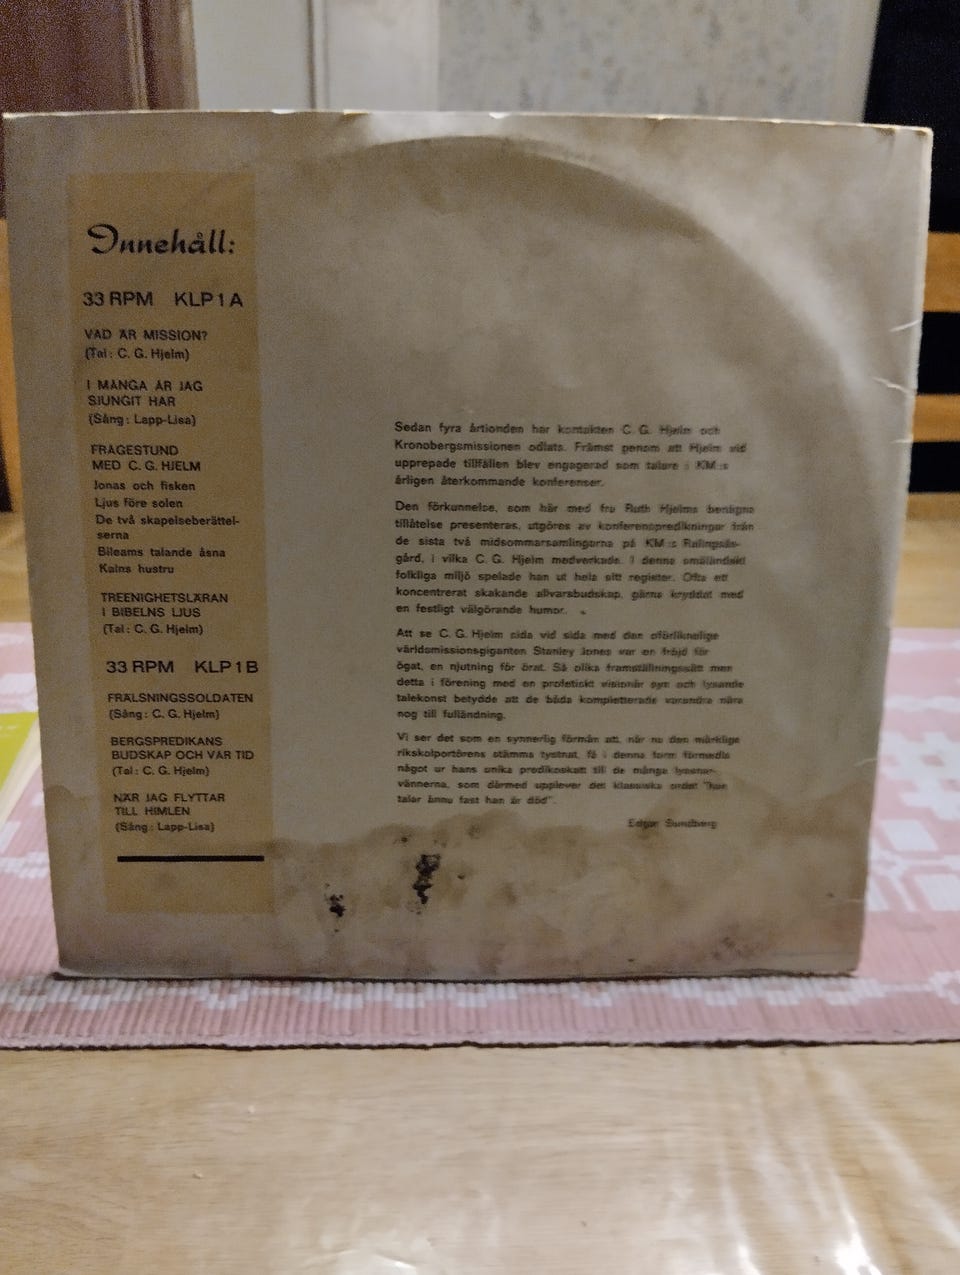 Innehåll:
33 RPM KLP 1 A
VAD ÄR MISSION?
(Tal: C. G. Hjelm)
I MÅNGA ÅR JAG
SJUNGIT HAR
(Sång: Lapp-Lisa)
FRÅGESTUND
MED C. G. HJELM
Jonas och fisken
Ljus före solen
De två skapelseberättel-
serna
Bileams talande åsna
Kains hustru
TREENIGHETSLÄRAN
I BIBELNS LJUS
(Tal: C. G. Hjelm)
33 RPM KLP 1 B
FRÄLSNINGSSOLDATEN
(Sång: C. G. Hjelm)
BERGSPREDIKANS
BUDSKAP OCH VÅR TID
(Tal: C. G. Hjelm)
NÄR JAG FLYTTAR
TILL HIMLEN
(Sång: Lapp-Lisa)
Sedan fyra årtionden har kontakten C. G. Hjelm och
Kronobergsmissionen odlats. Främst genom att Hjelm vid
upprepade tillfällen blev engagerad som talare i KM:s
årligen återkommande konferenser.
Den förkunnelse, som här med fru Ruth Hjelms benägna
tillåtelse presenteras, utgöres av konferenspredikningar från
de sista två midsommarsamlingarna på KM:s Ralingsås-
gård, i vilka C. G. Hjelm medverkade. I denna småländskt
folkliga miljö spelade han ut hela sitt register. Ofta ett
koncentrerat skakande allvarsbudskap, gärna kryddat med
en festligt välgörande humor.
Att se C. G. Hjelm sida vid sida med den oförliknelige
världsmissionsgiganten Stanley Jones var en fröjd för
ögat, en njutning för örat. Så olika framställningssätt men
detta i förening med en profetiskt visionär syn och lysande
talekonst betydde att de båda kompletterade varandra nära
nog till fulländning.
Vi ser det som en synnerlig förmån att, när nu den märklige
rikskolportörens stämma tystnat, få i denna form förmedla
något ur hans unika predikoskatt till de många lyssnar-
vännerna, som därmed upplever det klassiska ordet "han
talar ännu fast han är död".
Edgar Sundberg